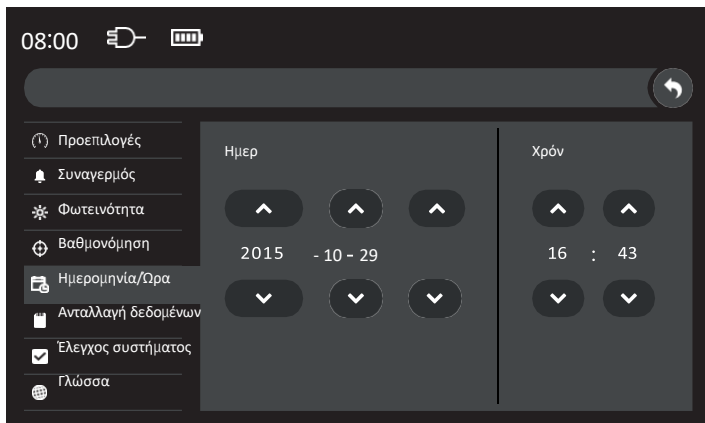 08:00
Προεπιλογές
Συναγερμός
Φωτεινότητα
Βαθμονόμηση
Ημερομηνία/Ώρα
Ανταλλαγή δεδομένων
Έλεγχος συστήματος
Γλώσσα
Ημερ
2015 - 10 - 29
Χρόν
16 : 43